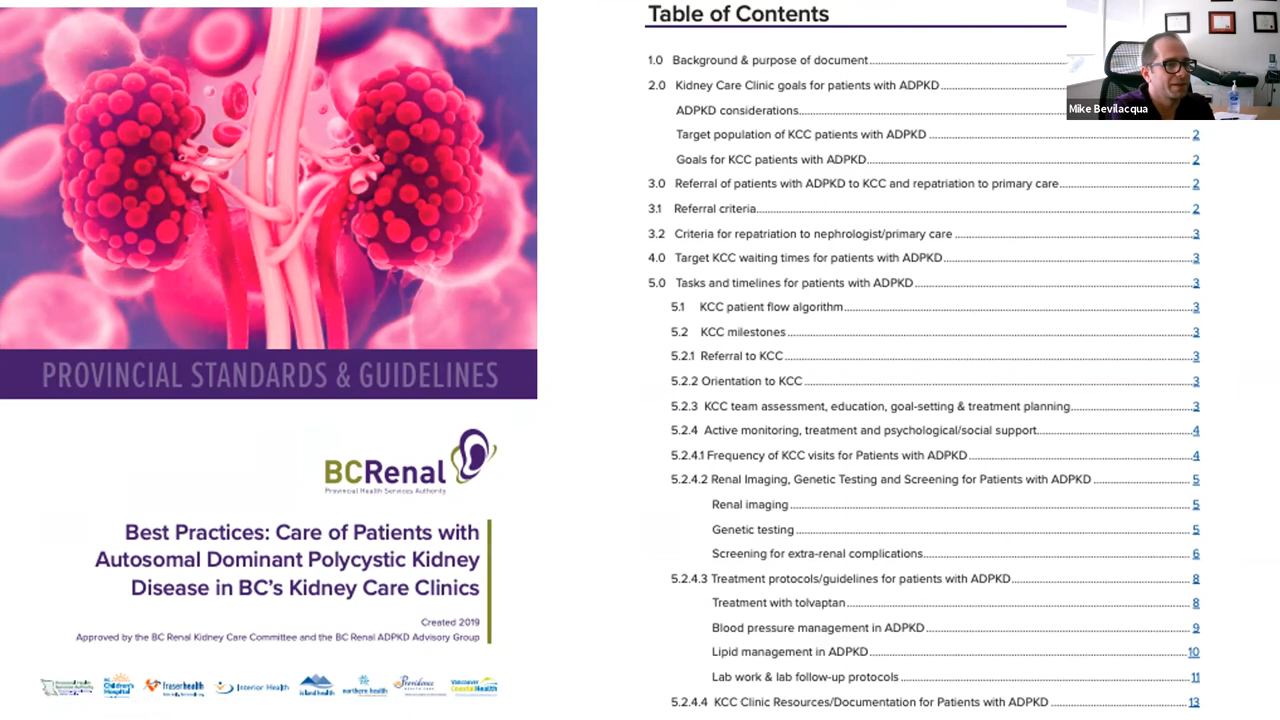 PROVINCIAL STANDARDS & GUIDELINES
BCRenal
Provincial Health Services Authority
Best Practices: Care of Patients with
Autosomal Dominant Polycystic Kidney
Disease in BC's Kidney Care Clinics
Created 2019
Approved by the BC Renal Kidney Care Committee and the BC Renal ADPKD Advisory Group
BC Children's Hospital
fraserhealth
Interior Health
island health
northern health
Providence
Vancouver CoastalHealth
Table of Contents
1.0 Background & purpose of document
2.0 Kidney Care Clinic goals for patients with ADPKD
ADPKD considerations
Target population of KCC patients with ADPKD 2
Goals for KCC patients with ADPKD 2
3.0 Referral of patients with ADPKD to KCC and repatriation to primary care 2
3.1 Referral criteria 2
3.2 Criteria for repatriation to nephrologist/primary care 3
4.0 Target KCC waiting times for patients with ADPKD 3
5.0 Tasks and timelines for patients with ADPKD 3
5.1 KCC patient flow algorithm 3
5.2 KCC milestones 3
5.2.1 Referral to KCC 3
5.2.2 Orientation to KCC 3
5.2.3 KCC team assessment, education, goal-setting & treatment planning 3
5.2.4 Active monitoring, treatment and psychological/social support 4
5.2.4.1 Frequency of KCC visits for Patients with ADPKD 4
5.2.4.2 Renal Imaging, Genetic Testing and Screening for Patients with ADPKD 5
Renal imaging 5
Genetic testing 5
Screening for extra-renal complications 6
5.2.4.3 Treatment protocols/guidelines for patients with ADPKD 8
Treatment with tolvaptan 8
Blood pressure management in ADPKD 9
Lipid management in ADPKD 10
Lab work & lab follow-up protocols 11
5.2.4.4 KCC Clinic Resources/Documentation for Patients with ADPKD 13
Mike Bevilacqua